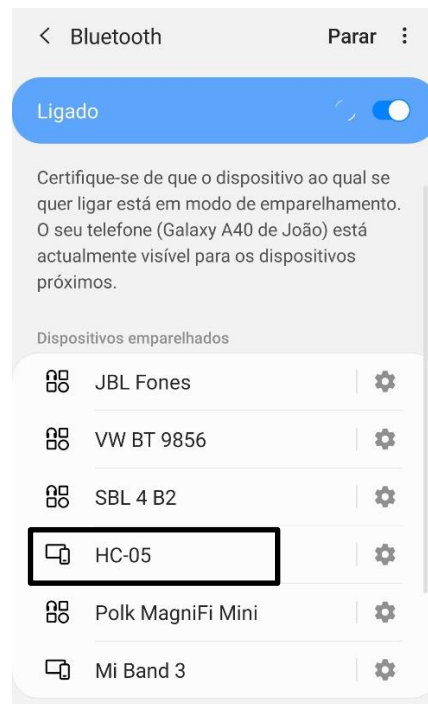 Bluetooth Parar
Ligado
Certifique-se de que o dispositivo ao qual se
quer ligar está em modo de emparelhamento.
O seu telefone (Galaxy A40 de João) está
actualmente visível para os dispositivos
próximos.
Dispositivos emparelhados
JBL Fones
VW BT 9856
SBL 4 B2
HC-05
Polk MagniFi Mini
Mi Band 3